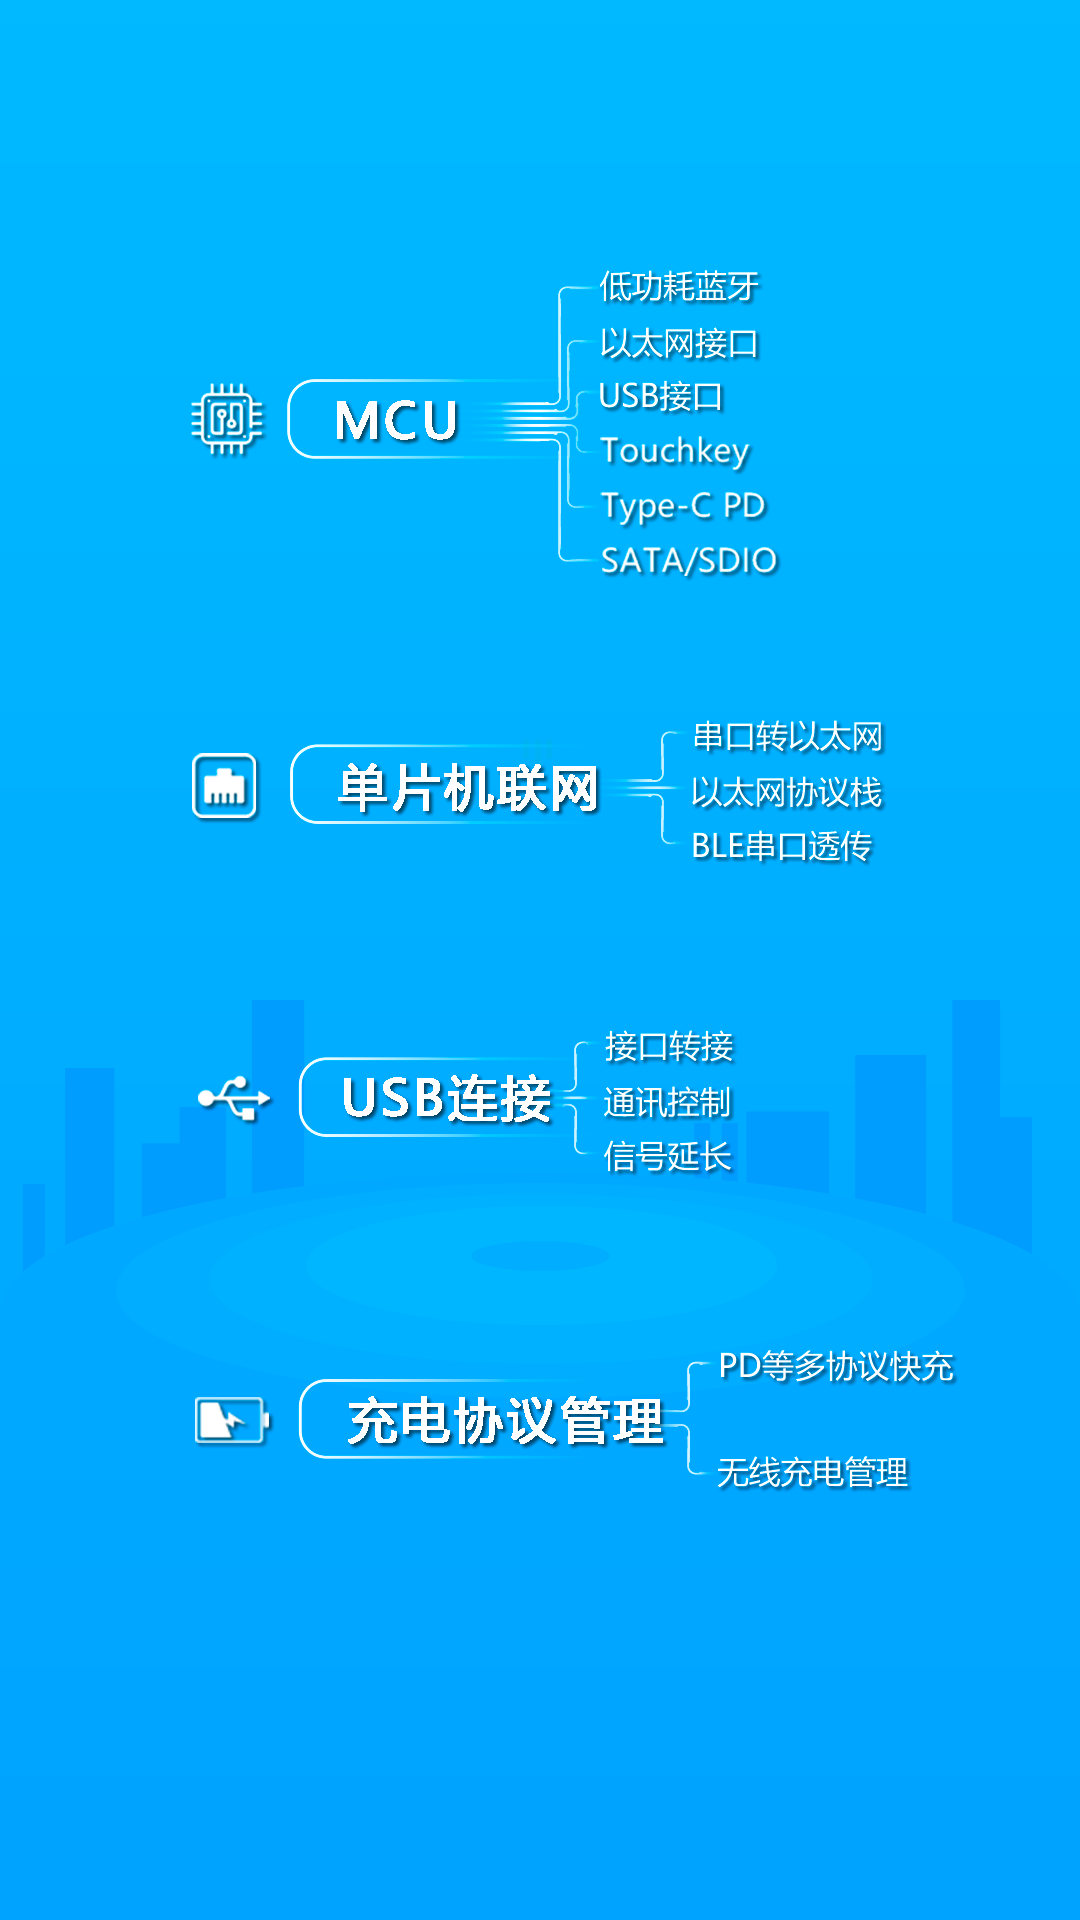 MCU
低功耗蓝牙
以太网接口
USB接口
Touchkey
Type-C PD
SATA/SDIO
单片机联网
串口转以太网
以太网协议栈
BLE串口透传
USB连接
接口转接
通讯控制
信号延长
充电协议管理
PD等多协议快充
无线充电管理